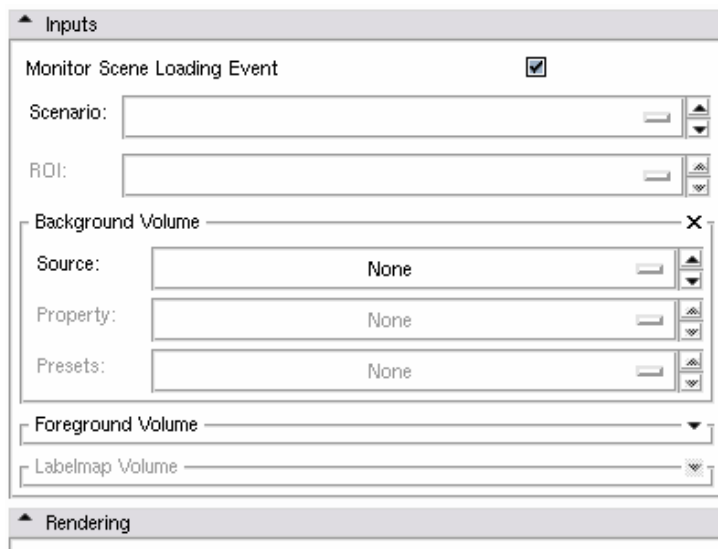 Inputs
Monitor Scene Loading Event
Scenario:
ROI:
Background Volume
Source: None
Property: None
Presets: None
Foreground Volume
Labelmap Volume
Rendering